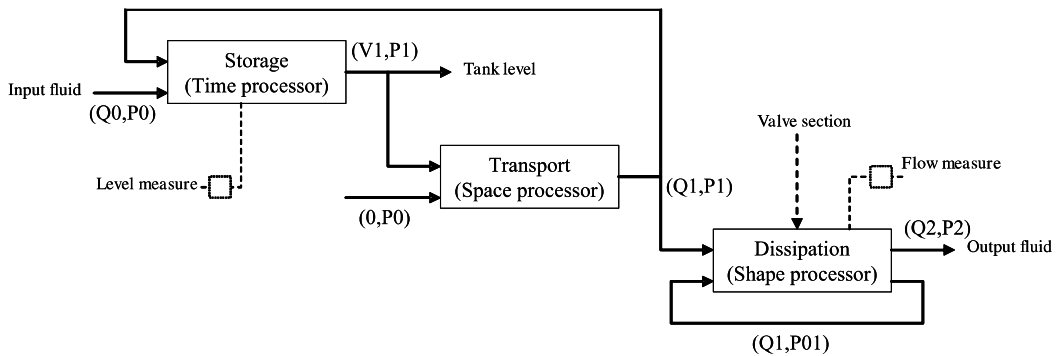 Storage
(Time processor)
(V1,P1)
Tank level
Input fluid
(Q0,P0)
Valve section
Level measure
Transport
(Space processor)
Flow measure
(Q1,P1)
(0,P0)
(Q2,P2)
Dissipation
(Shape processor)
Output fluid
(Q1,P01)